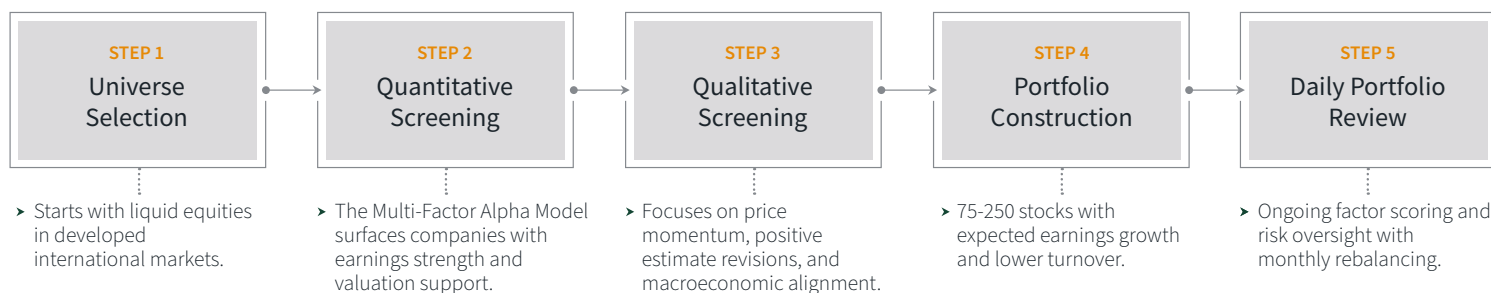 STEP 1
Universe
Selection
STEP 2
Quantitative
Screening
STEP 3
Qualitative
Screening
STEP 4
Portfolio
Construction
STEP 5
Daily Portfolio
Review
Starts with liquid equities
in developed
international markets.
The Multi-Factor Alpha Model
surfaces companies with
earnings strength and
valuation support.
Focuses on price
momentum, positive
estimate revisions, and
macroeconomic alignment.
75-250 stocks with
expected earnings growth
and lower turnover.
Ongoing factor scoring and
risk oversight with
monthly rebalancing.